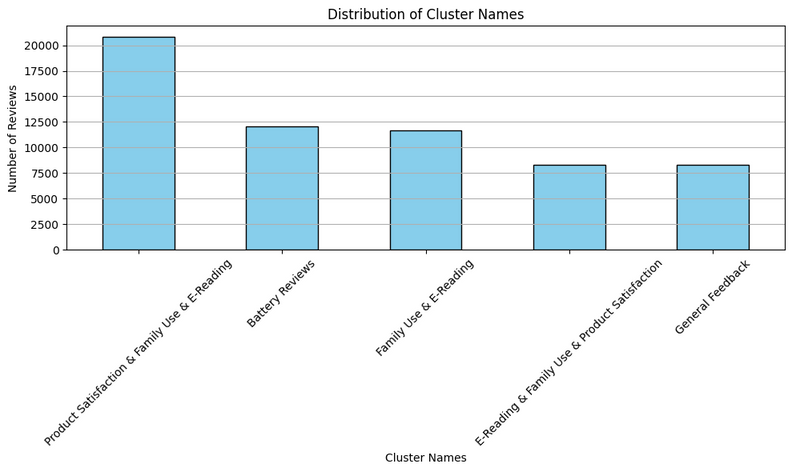 Distribution of Cluster Names
Number of Reviews
20000
17500
15000
12500
10000
7500
5000
2500
0
Product Satisfaction & Family Use & E-Reading
Battery Reviews
Family Use & E-Reading
E-Reading & Family Use & Product Satisfaction
General Feedback
Cluster Names